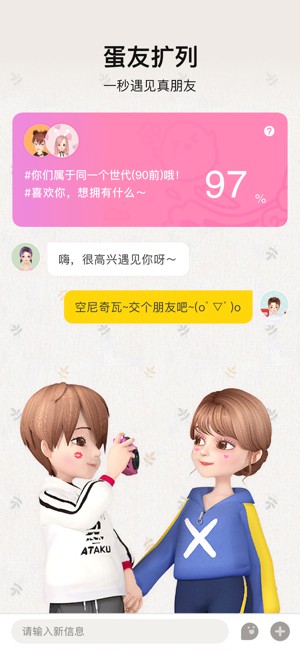 蛋友扩列
一秒遇见真朋友
#你们属于同一个世代(90前)哦!
#喜欢你，想拥有什么～
97 %
?
嗨，很高兴遇见你呀～
空尼奇瓦~交个朋友吧~(oﾟ▽ﾟ)o
ATAKU
X
请输入新信息